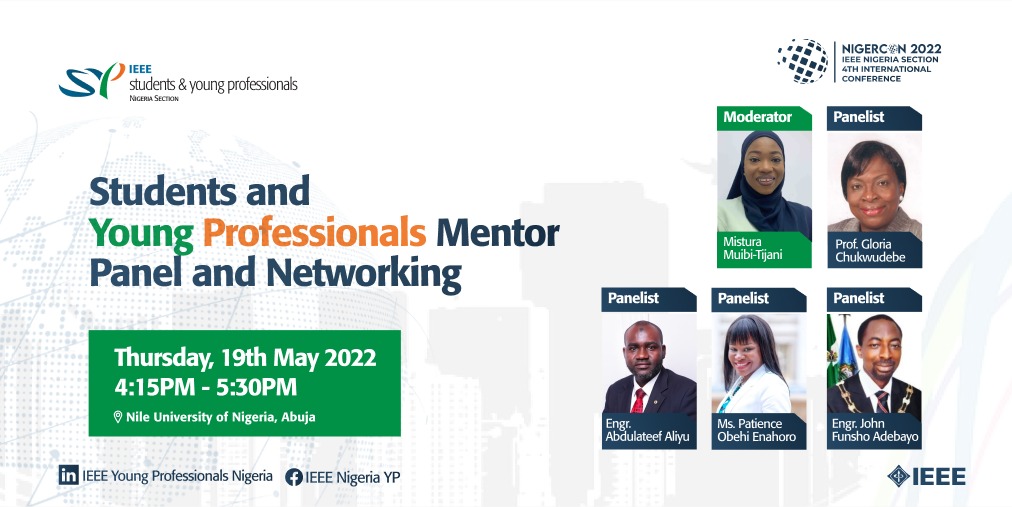 IEEE
students & young professionals
NIGERIA SECTION
NIGERCON 2022
IEEE NIGERIA SECTION
4TH INTERNATIONAL
CONFERENCE
Students and
Young Professionals Mentor
Panel and Networking
Thursday, 19th May 2022
4:15PM - 5:30PM
Nile University of Nigeria, Abuja
Moderator
Mistura
Muibi-Tijani
Panelist
Prof. Gloria
Chukwudebe
Panelist
Engr.
Abdulateef Aliyu
Panelist
Ms. Patience
Obehi Enahoro
Panelist
Engr. John
Funsho Adebayo
in IEEE Young Professionals Nigeria
f IEEE Nigeria YP
IEEE